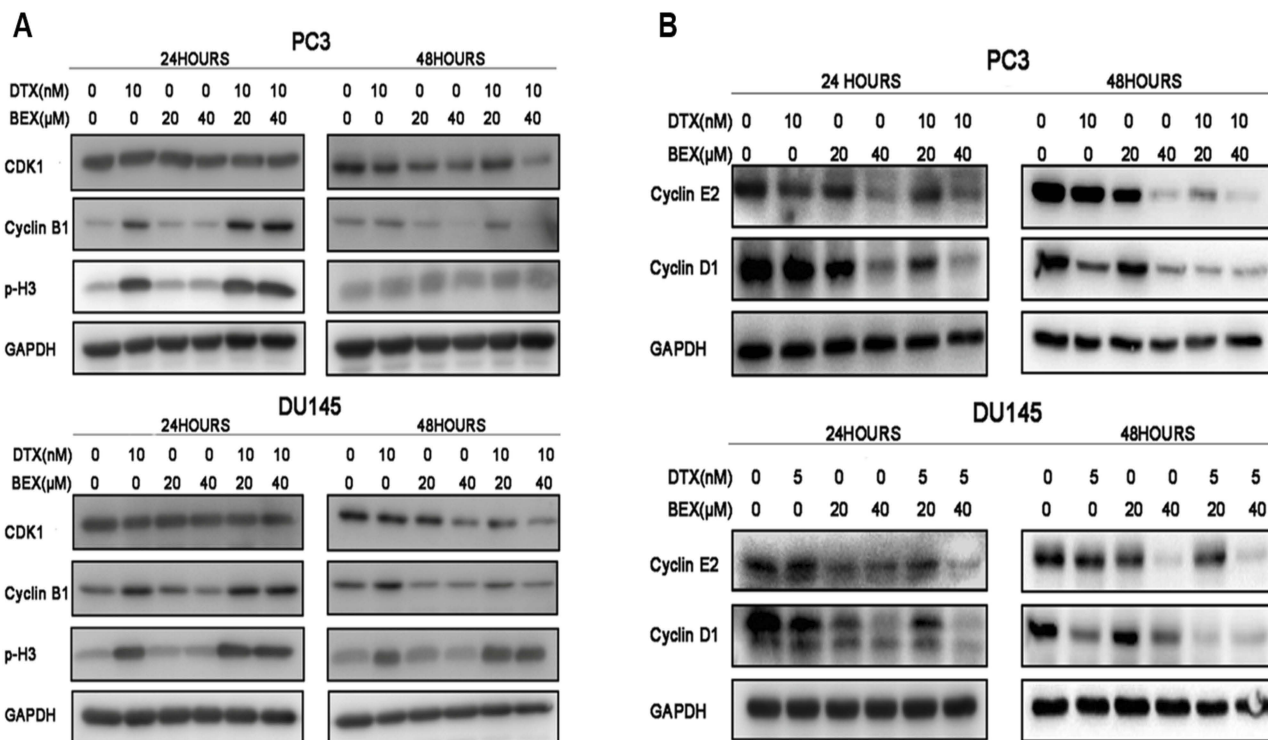 A
PC3
24HOURS 48HOURS
DTX(nM) 0 10 0 0 10 10 0 10 0 0 10 10
BEX(µM) 0 0 20 40 20 40 0 0 20 40 20 40
CDK1
Cyclin B1
p-H3
GAPDH
DU145
24HOURS 48HOURS
DTX(nM) 0 10 0 0 10 10 0 10 0 0 10 10
BEX(µM) 0 0 20 40 20 40 0 0 20 40 20 40
CDK1
Cyclin B1
p-H3
GAPDH
B
PC3
24 HOURS 48HOURS
DTX(nM) 0 10 0 0 10 10 0 10 0 0 10 10
BEX(µM) 0 0 20 40 20 40 0 0 20 40 20 40
Cyclin E2
Cyclin D1
GAPDH
DU145
24HOURS 48HOURS
DTX(nM) 0 5 0 0 5 5 0 5 0 0 5 5
BEX(µM) 0 0 20 40 20 40 0 0 20 40 20 40
Cyclin E2
Cyclin D1
GAPDH